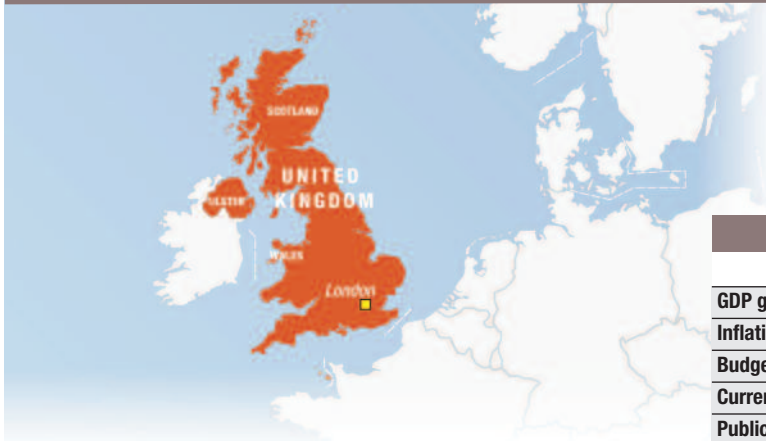 SCOTLAND
UNITED
KINGDOM
ULSTER
WALES
London
GDP g
Inflati
Budge
Curren
Public